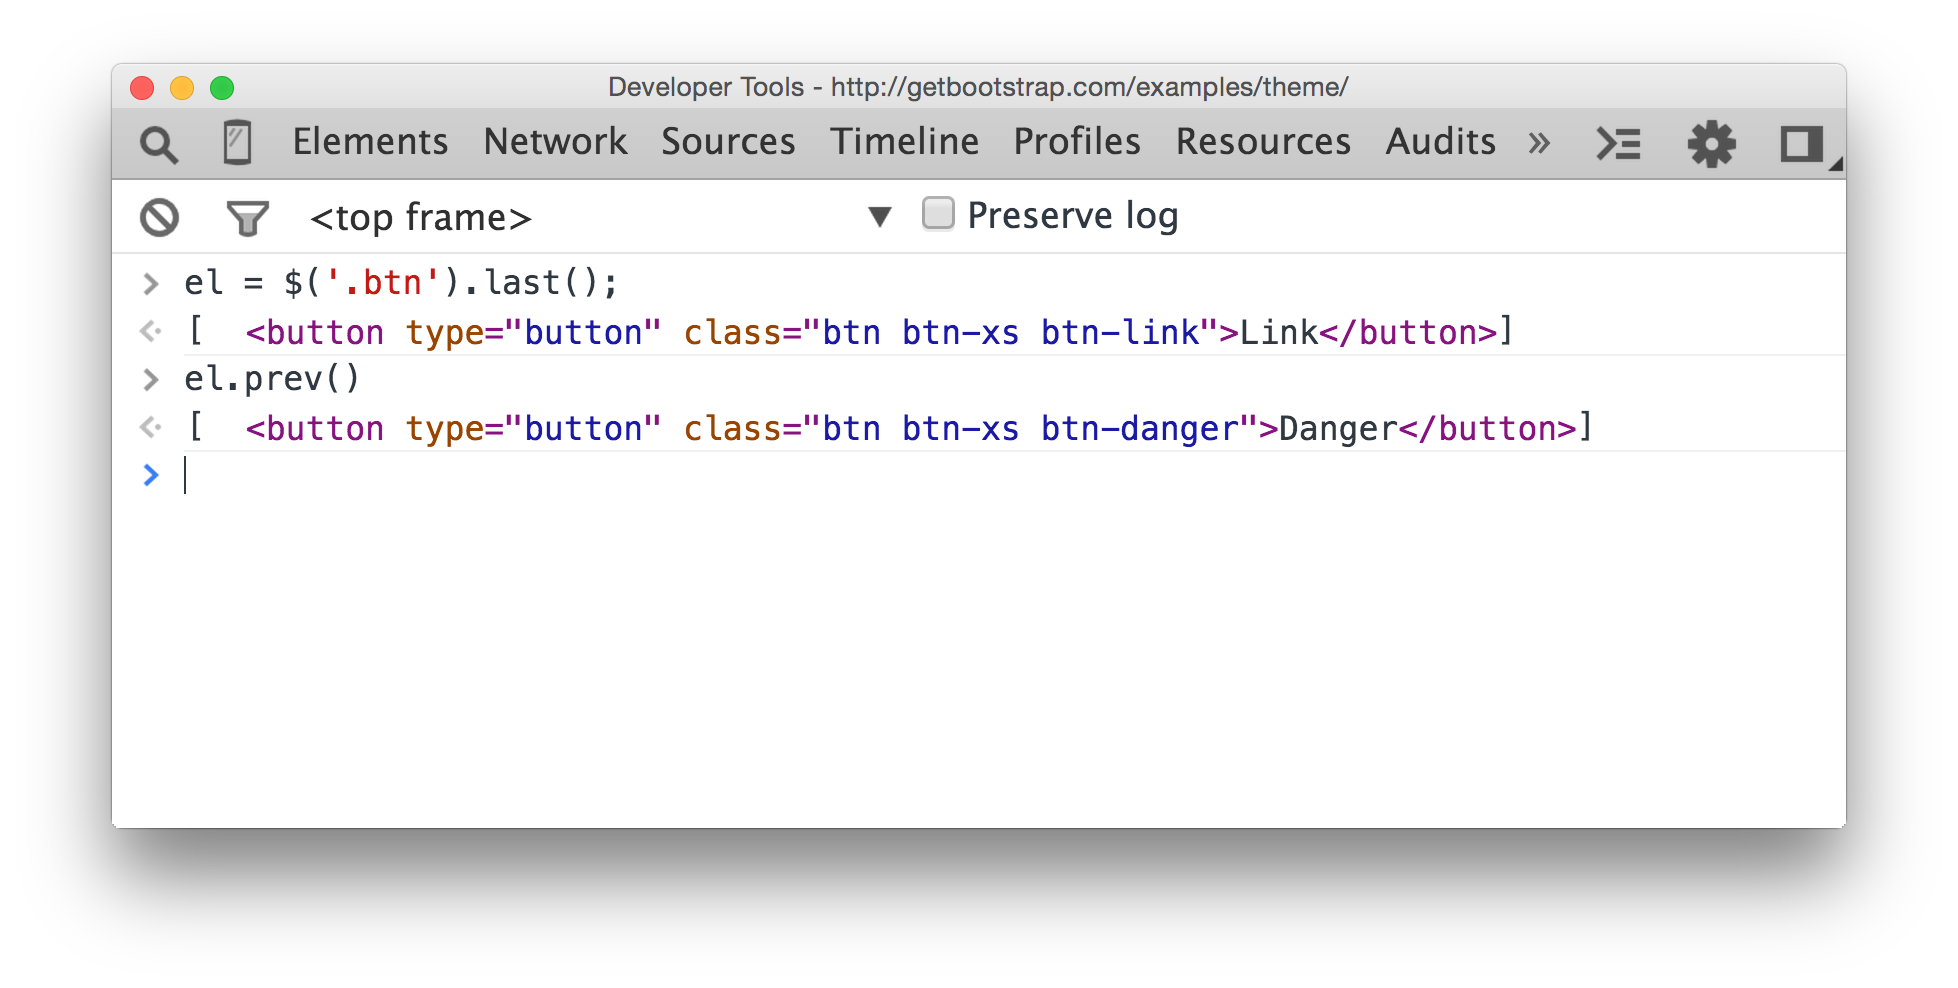 Developer Tools - http://getbootstrap.com/examples/theme/
Elements Network Sources Timeline Profiles Resources Audits »
<top frame> ▼ Preserve log
> el = $('.btn').last();
[ <button type="button" class="btn btn-xs btn-link">Link</button>]
> el.prev()
[ <button type="button" class="btn btn-xs btn-danger">Danger</button>]
>